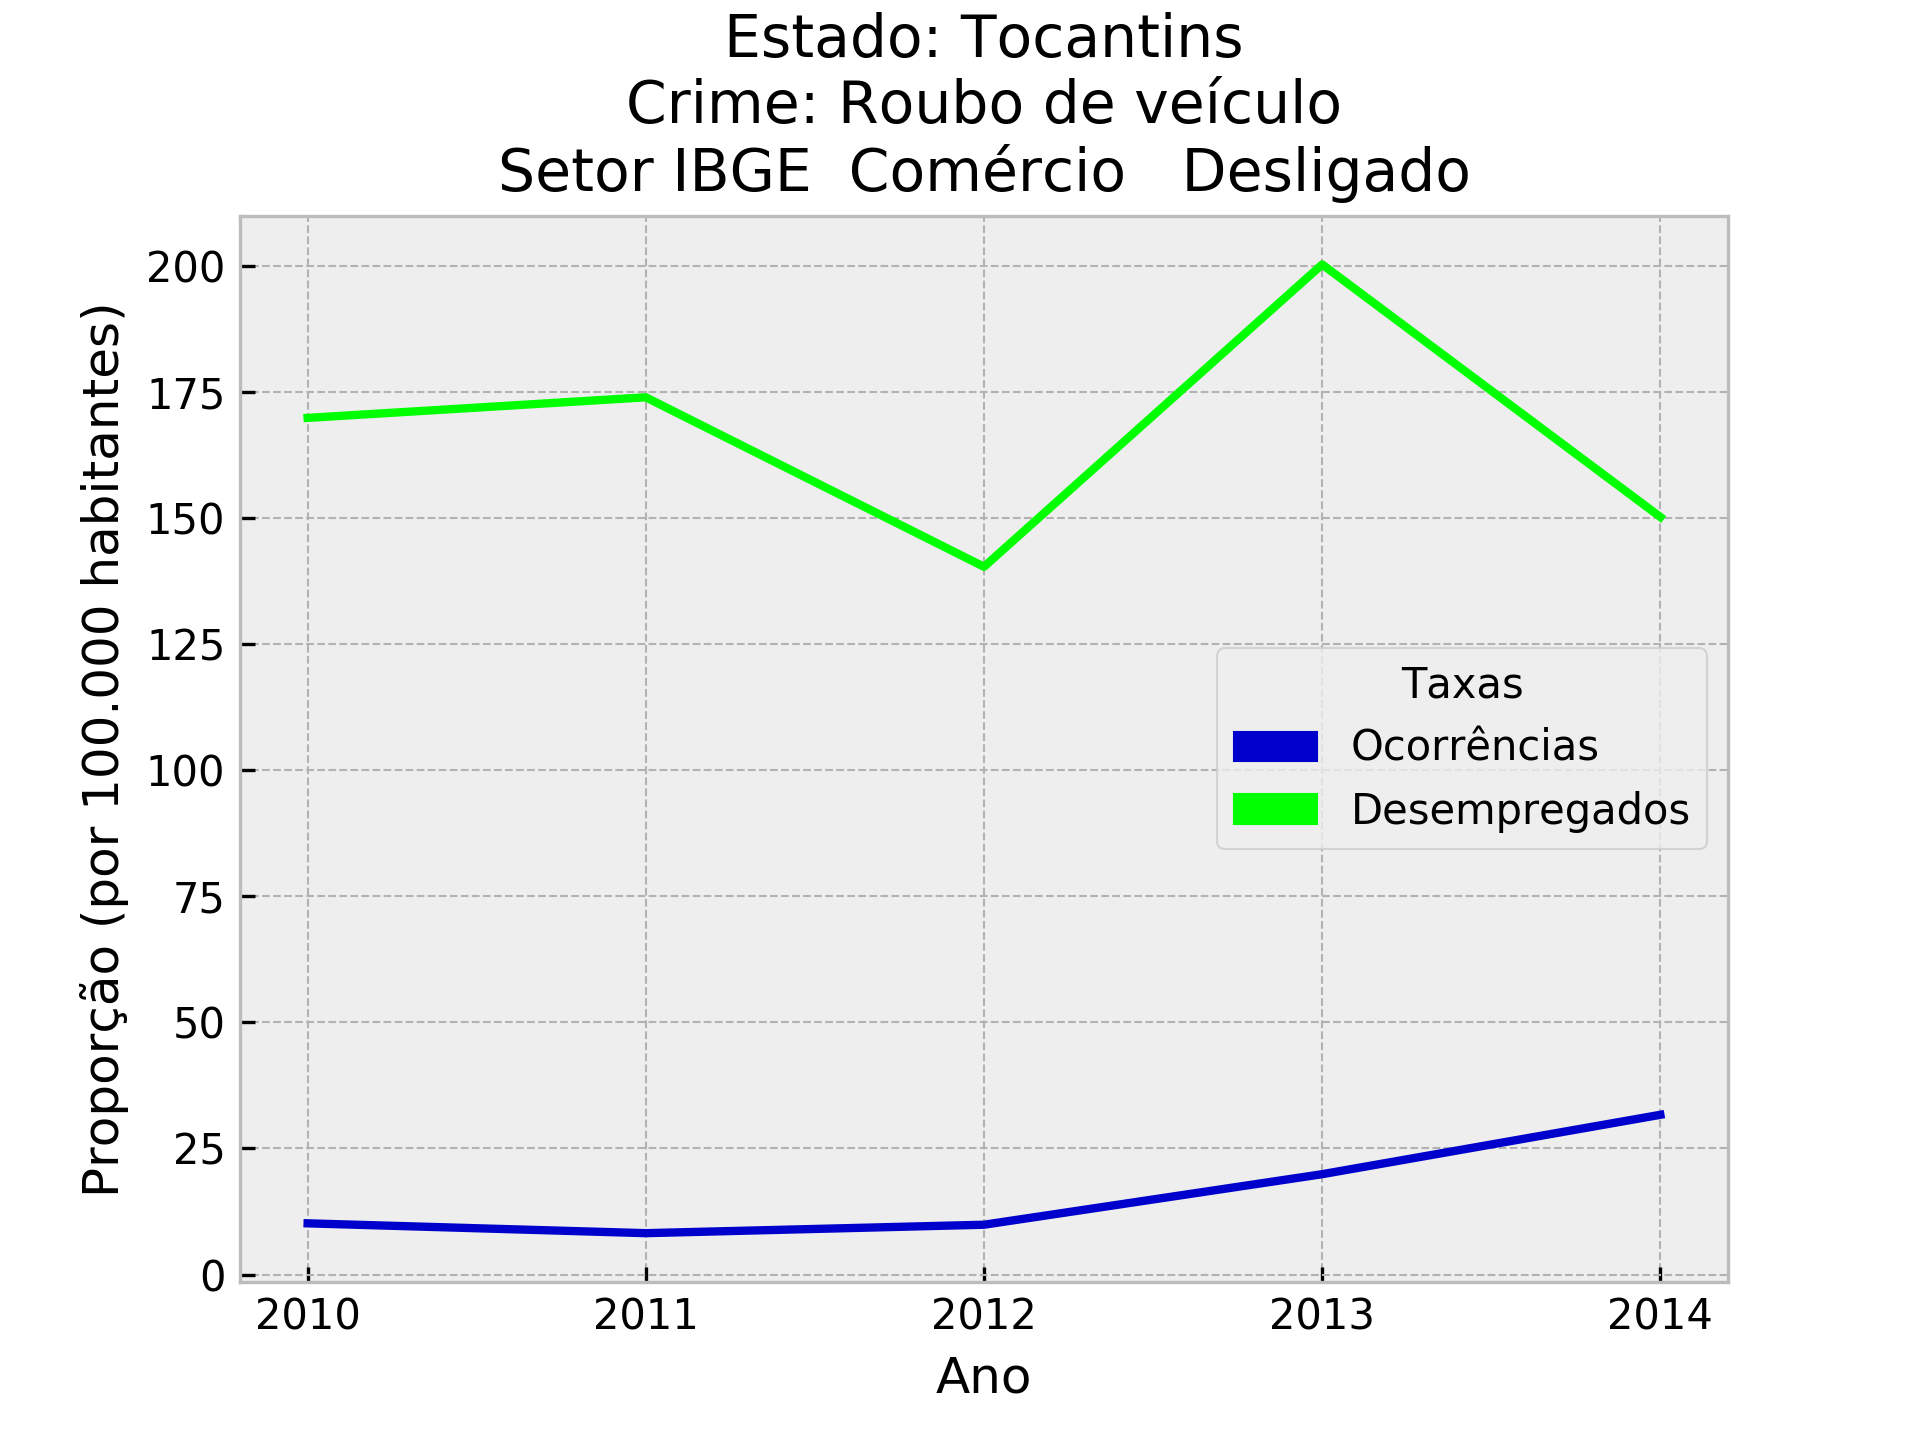 Estado: Tocantins
Crime: Roubo de veículo
Setor IBGE  Comércio   Desligado
Proporção (por 100.000 habitantes)
200
175
150
125
100
75
50
25
0
Taxas
Ocorrências
Desempregados
2010 2011 2012 2013 2014
Ano